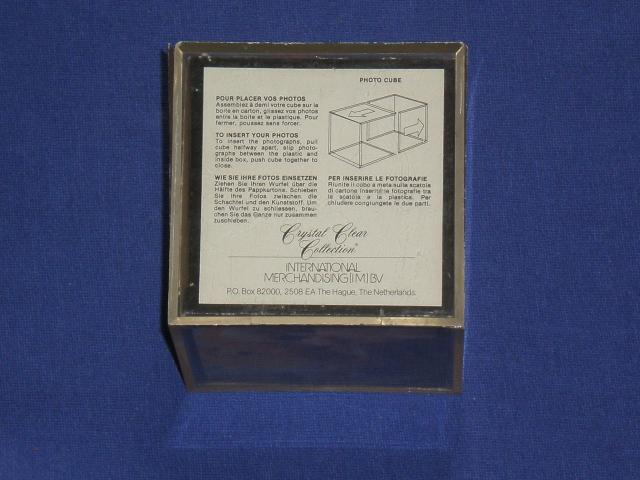 PHOTO CUBE
POUR PLACER VOS PHOTOS
Assemblez à demi votre cube sur la
boite en carton, glissez vos photos
entre la boite et le plastique. Pour
fermer, poussez sans forcer.
TO INSERT YOUR PHOTOS
To insert the photographs, pull
cube halfway apart, slip photo-
graphs between the plastic and
inside box, push cube together to
close.
WIE SIE IHRE FOTOS EINSETZEN
Ziehen Sie Ihren Würfel über die
Hälfte des Pappkartons. Schieben
Sie Ihre Fotos zwischen die
Schachtel und den Kunststoff. Um
den Würfel zu schliessen, brau-
chen Sie das Ganze nur zusammen
zuschieben.
PER INSERIRE LE FOTOGRAFIE
Riunite il cubo a meta sulla scatola
di cartone inserite le fotografie tra
la scatola e la plastica. Per
chiudere congiungete le due parti.
Crystal Clear
Collection®
INTERNATIONAL
MERCHANDISING (I M) BV
P.O. Box 82000, 2508 EA The Hague, The Netherlands.